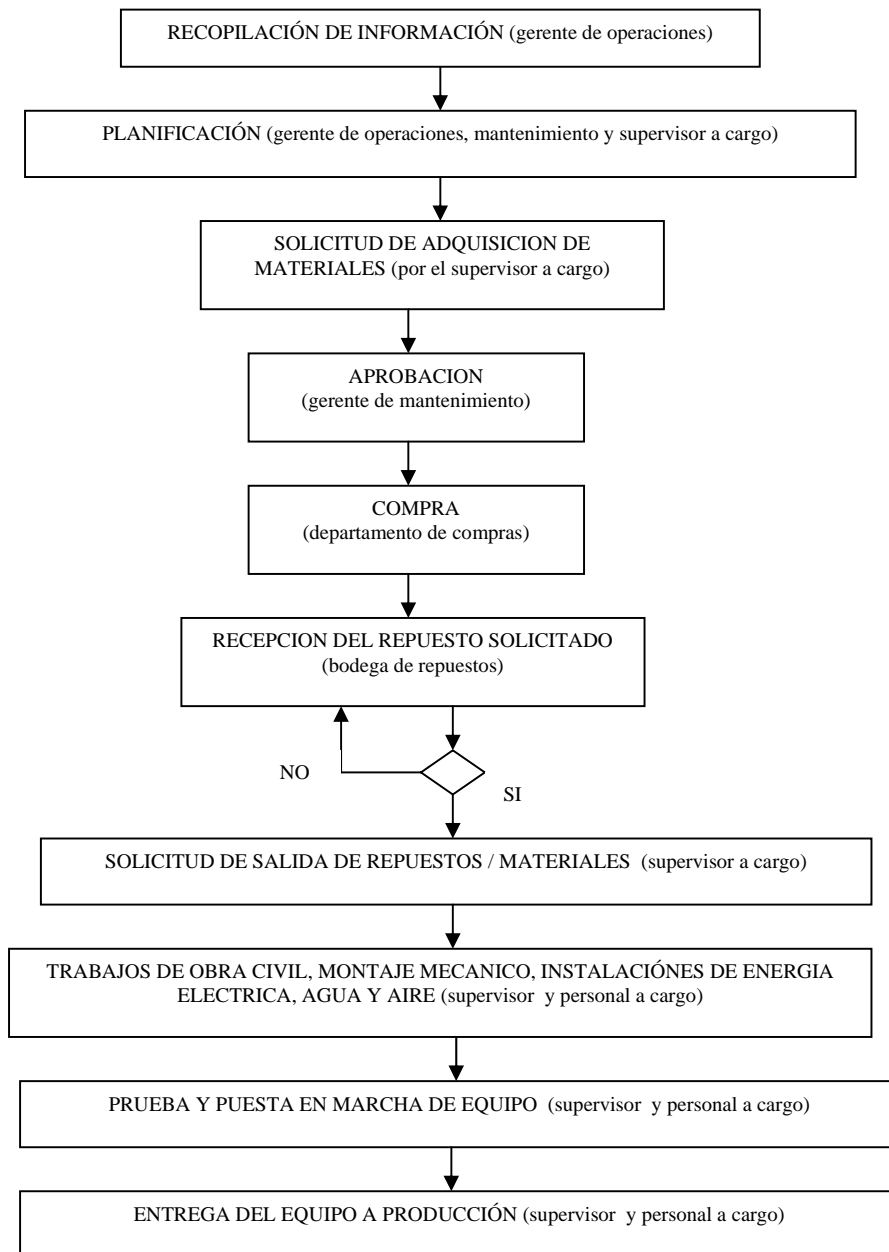 RECOPILACIÓN DE INFORMACIÓN (gerente de operaciones)
PLANIFICACIÓN (gerente de operaciones, mantenimiento y supervisor a cargo)
SOLICITUD DE ADQUISICION DE
MATERIALES (por el supervisor a cargo)
APROBACION
(gerente de mantenimiento)
COMPRA
(departamento de compras)
RECEPCION DEL REPUESTO SOLICITADO
(bodega de repuestos)
NO
SI
SOLICITUD DE SALIDA DE REPUESTOS / MATERIALES (supervisor a cargo)
TRABAJOS DE OBRA CIVIL, MONTAJE MECANICO, INSTALACIÓNES DE ENERGIA
ELECTRICA, AGUA Y AIRE (supervisor y personal a cargo)
PRUEBA Y PUESTA EN MARCHA DE EQUIPO (supervisor y personal a cargo)
ENTREGA DEL EQUIPO A PRODUCCIÓN (supervisor y personal a cargo)